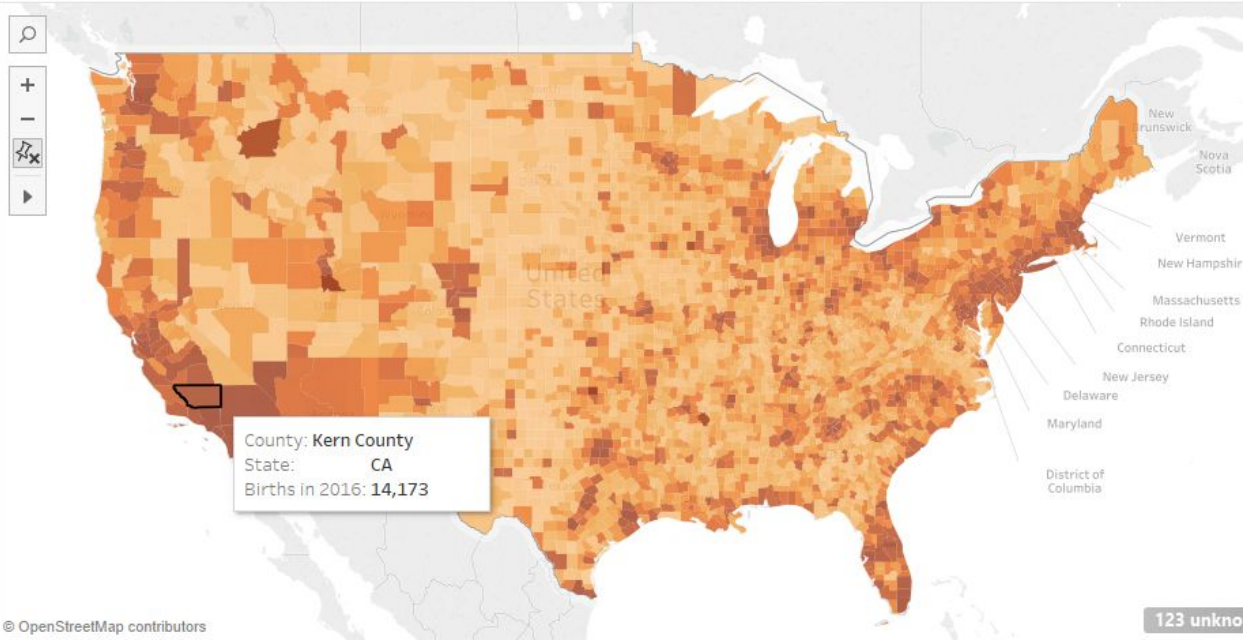 New
Brunswick
Nova
Scotia
United
States
Vermont
New Hampshir
Massachusetts
Rhode Island
Connecticut
New Jersey
Delaware
Maryland
District of
Columbia
County: Kern County
State: CA
Births in 2016: 14,173
© OpenStreetMap contributors
123 unkno